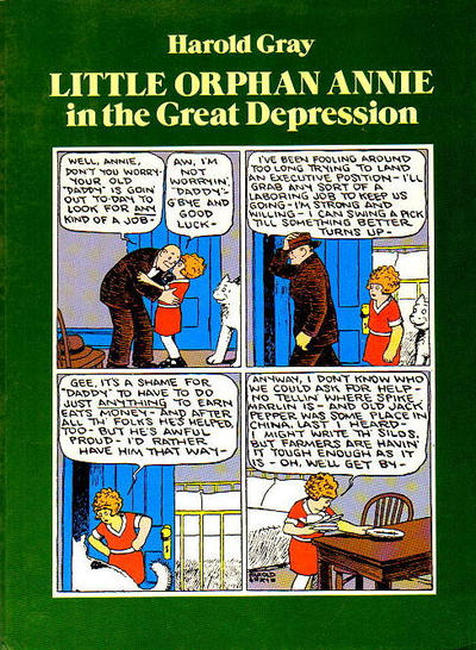 Harold Gray
LITTLE ORPHAN ANNIE
in the Great Depression
WELL, ANNIE,
DON'T YOU WORRY-
YOUR OLD
"DADDY" IS GOIN'
OUT TO-DAY TO
LOOK FOR ANY
KIND OF A JOB-
AW, I'M
NOT
WORRYIN',
"DADDY"-
G'BYE AND
GOOD
LUCK-
I'VE BEEN FOOLING AROUND
TOO LONG TRYING TO LAND
AN EXECUTIVE POSITION- I'LL
GRAB ANY SORT OF A
LABORING JOB TO KEEP US
GOING- I'M STRONG AND
WILLING- I CAN SWING A PICK
TILL SOMETHING BETTER
TURNS UP-
GEE, IT'S A SHAME FOR
"DADDY" TO HAVE TO DO
JUST ANYTHING TO EARN
EATS MONEY- AND AFTER
ALL TH' FOLKS HE'S HELPED,
TOO- BUT HE'S AWFUL
PROUD- I'D RATHER
HAVE HIM THAT WAY-
ANYWAY, I DON'T KNOW WHO
WE COULD ASK FOR HELP-
NO TELLIN' WHERE SPIKE
MARLIN IS- AND OLD JACK
PEPPER WAS SOME PLACE IN
CHINA, LAST I HEARD-
I MIGHT WRITE TH' SILOS,
BUT FARMERS ARE HAVIN'
IT TOUGH ENOUGH AS IT
IS- OH, WE'LL GET BY-
HAROLD
GRAY